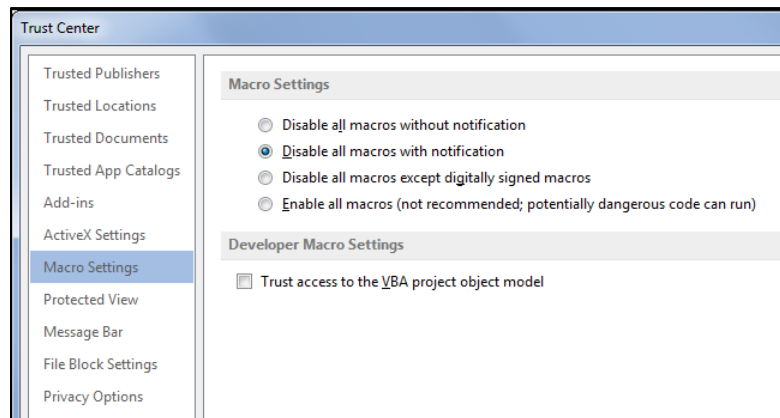 Trust Center
Trusted Publishers
Trusted Locations
Trusted Documents
Trusted App Catalogs
Add-ins
ActiveX Settings
Macro Settings
Protected View
Message Bar
File Block Settings
Privacy Options
Macro Settings
Disable all macros without notification
Disable all macros with notification
Disable all macros except digitally signed macros
Enable all macros (not recommended; potentially dangerous code can run)
Developer Macro Settings
Trust access to the VBA project object model